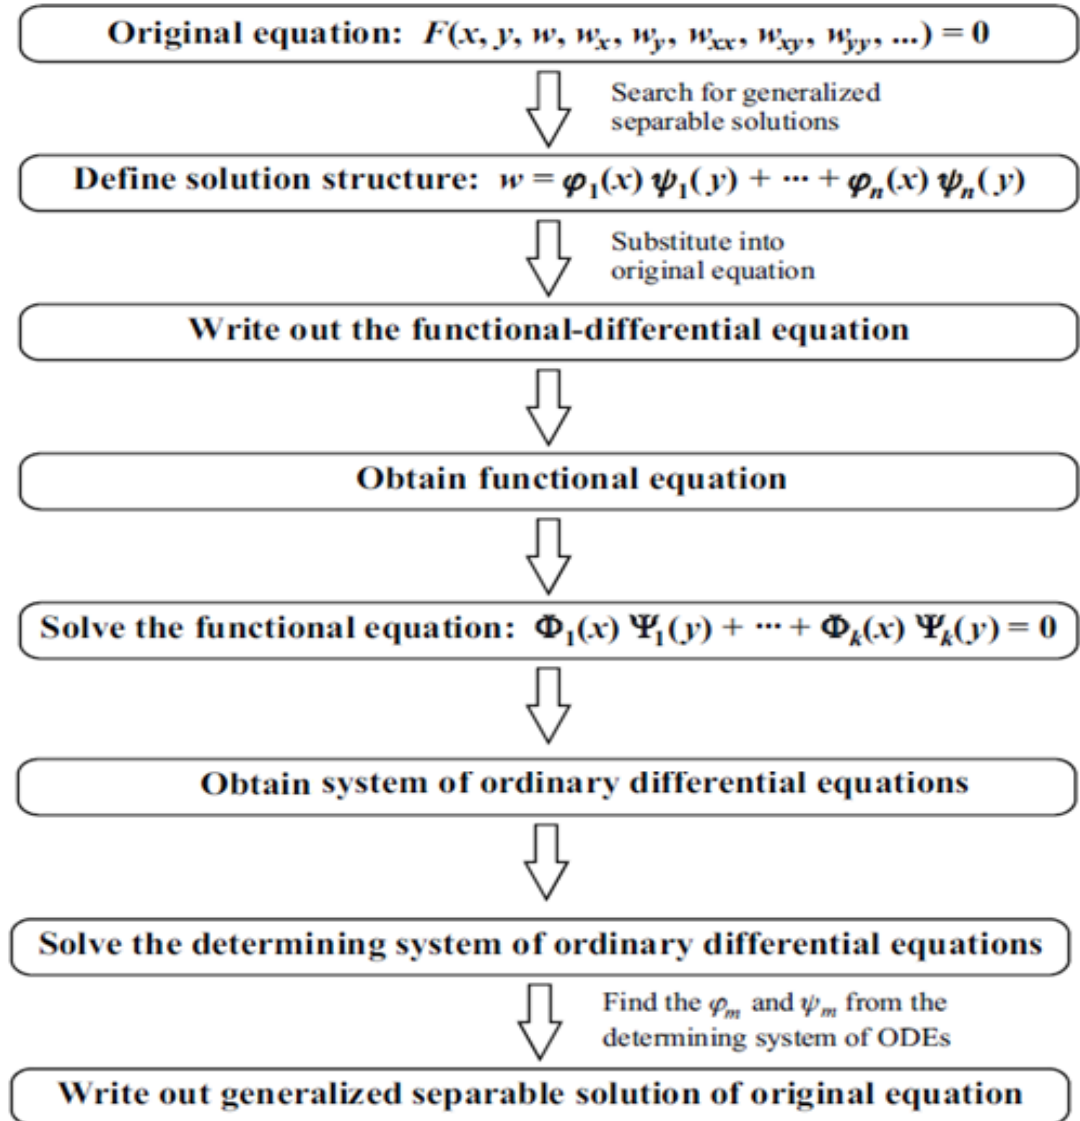 Original equation: F(x, y, w, wₓ, w_y, wₓₓ, wₓ_y, w_yy, ...) = 0
Search for generalized
separable solutions
Define solution structure: w = φ₁(x) ψ₁(y) + ··· + φₙ(x) ψₙ(y)
Substitute into
original equation
Write out the functional-differential equation
Obtain functional equation
Solve the functional equation: Φ₁(x) Ψ₁(y) + ··· + Φₖ(x) Ψₖ(y) = 0
Obtain system of ordinary differential equations
Solve the determining system of ordinary differential equations
Find the φₘ and ψₘ from the
determining system of ODEs
Write out generalized separable solution of original equation